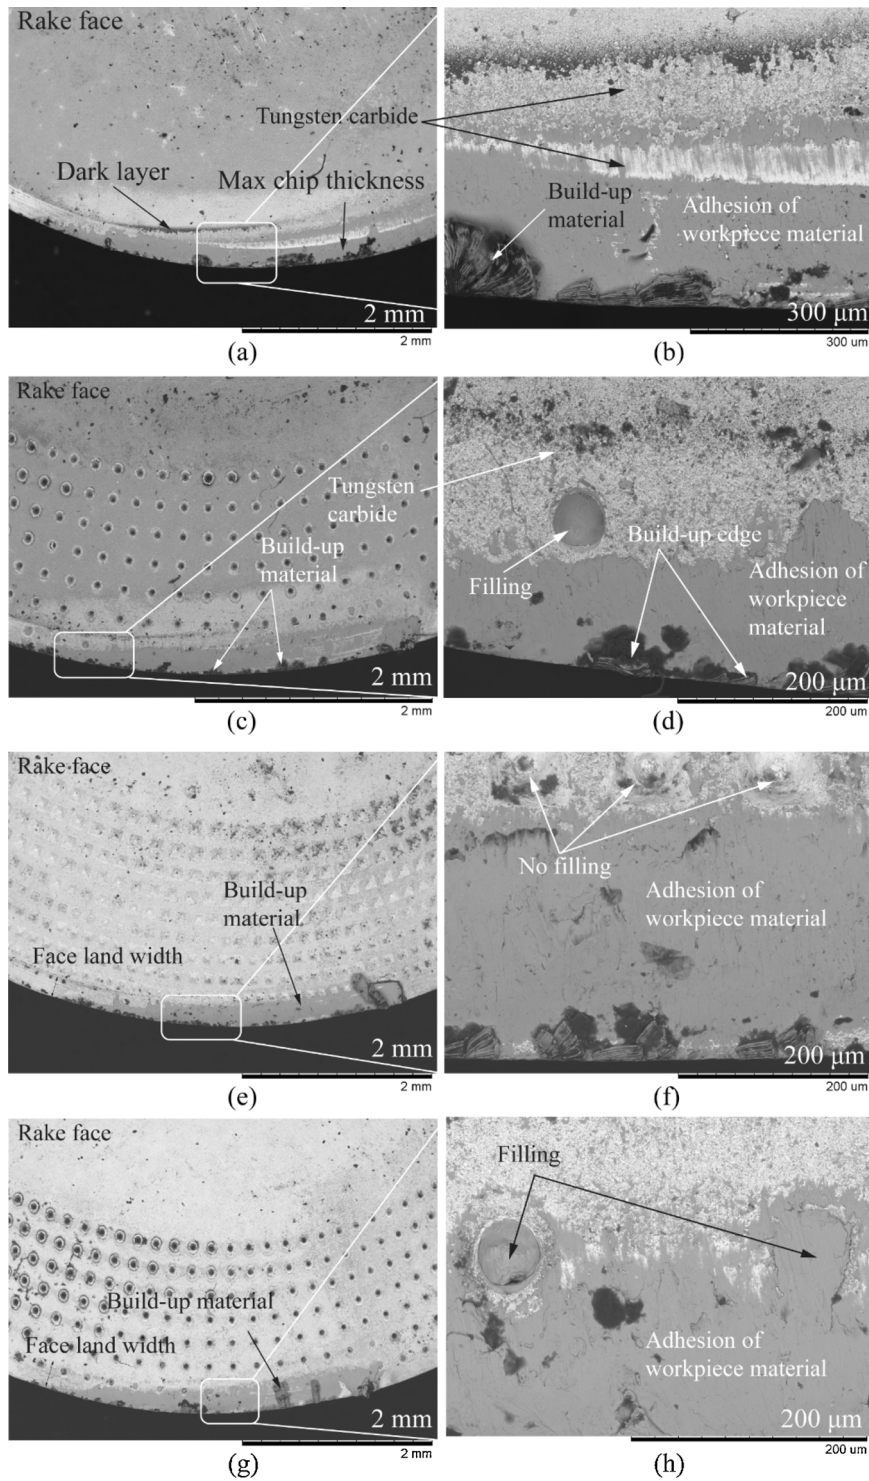 Rake face
Tungsten
carbide
Dark layer
Max chip thickness
2 mm
2 mm
(a)
Build-up
material
Adhesion of
workpiece material
300 μm
300 um
(b)
Rake face
Tungsten
carbide
Build-up
material
2 mm
2 mm
(c)
Filling
Build-up edge
Adhesion of
workpiece
material
200 μm
200 um
(d)
Rake face
Build-up
material
Face land width
2 mm
2 mm
(e)
No filling
Adhesion of
workpiece material
200 μm
200 um
(f)
Rake face
Build-up material
Face land width
2 mm
2 mm
(g)
Filling
Adhesion of
workpiece material
200 μm
200 um
(h)